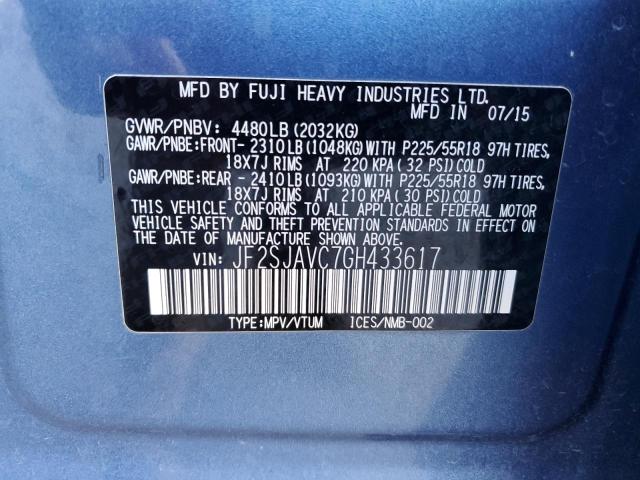 MFD BY FUJI HEAVY INDUSTRIES LTD.
MFD IN 07/15
GVWR/PNBV: 4480LB(2032KG)
GAWR/PNBE:FRONT- 2310LB(1048KG)WITH P225/55R18 97H TIRES,
18X7J RIMS AT 220 KPA(32 PSI)COLD
GAWR/PNBE:REAR - 2410LB(1093KG)WITH P225/55R18 97H TIRES,
18X7J RIMS AT 210 KPA(30 PSI)COLD
THIS VEHICLE CONFORMS TO ALL APPLICABLE FEDERAL MOTOR
VEHICLE SAFETY AND THEFT PREVENTION STANDARDS IN EFFECT
ON THE DATE OF MANUFACTURE SHOWN ABOVE.
VIN: JF2SJAVC7GH433617
TYPE:MPV/VTUM ICES/NMB-002